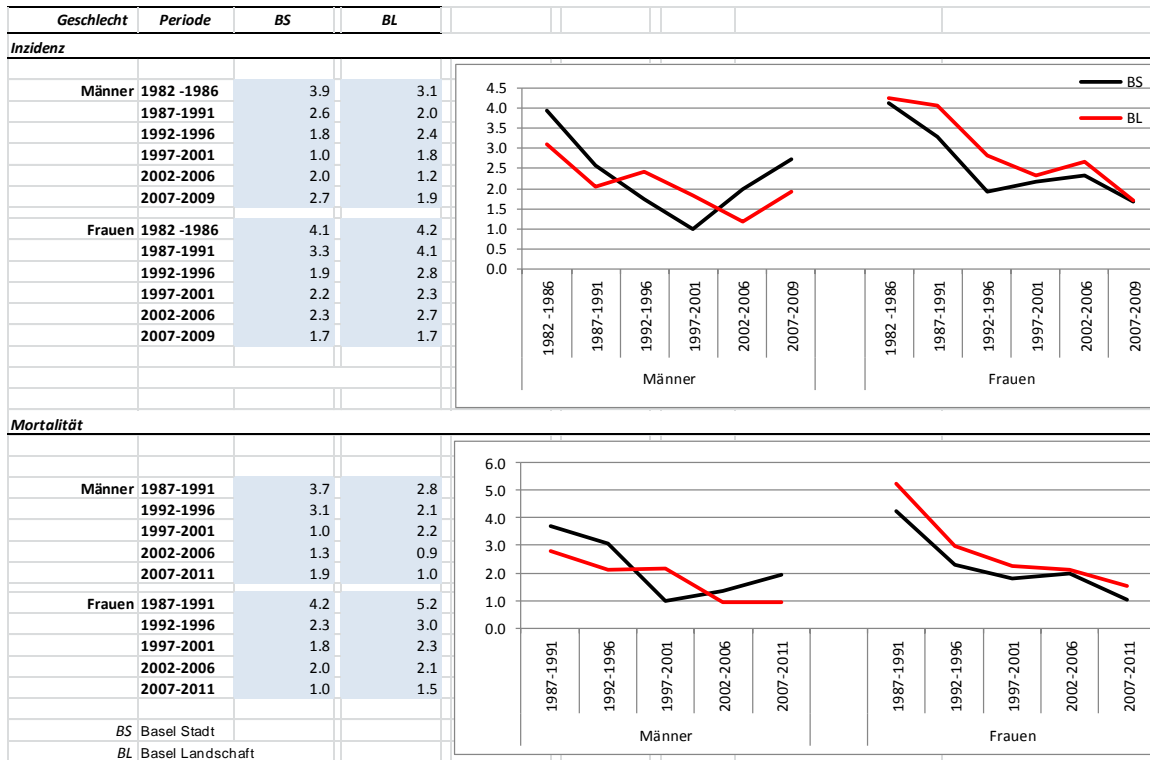 Geschlecht Periode BS BL
Inzidenz
Männer 1982 -1986 3.9 3.1
1987-1991 2.6 2.0
1992-1996 1.8 2.4
1997-2001 1.0 1.8
2002-2006 2.0 1.2
2007-2009 2.7 1.9
Frauen 1982 -1986 4.1 4.2
1987-1991 3.3 4.1
1992-1996 1.9 2.8
1997-2001 2.2 2.3
2002-2006 2.3 2.7
2007-2009 1.7 1.7
4.5
4.0
3.5
3.0
2.5
2.0
1.5
1.0
0.5
0.0
BS
BL
1982 -1986
1987-1991
1992-1996
1997-2001
2002-2006
2007-2009
1982 -1986
1987-1991
1992-1996
1997-2001
2002-2006
2007-2009
Männer
Frauen
Mortalität
Männer 1987-1991 3.7 2.8
1992-1996 3.1 2.1
1997-2001 1.0 2.2
2002-2006 1.3 0.9
2007-2011 1.9 1.0
Frauen 1987-1991 4.2 5.2
1992-1996 2.3 3.0
1997-2001 1.8 2.3
2002-2006 2.0 2.1
2007-2011 1.0 1.5
6.0
5.0
4.0
3.0
2.0
1.0
0.0
1987-1991
1992-1996
1997-2001
2002-2006
2007-2011
1987-1991
1992-1996
1997-2001
2002-2006
2007-2011
Männer
Frauen
BS Basel Stadt
BL Basel Landschaft